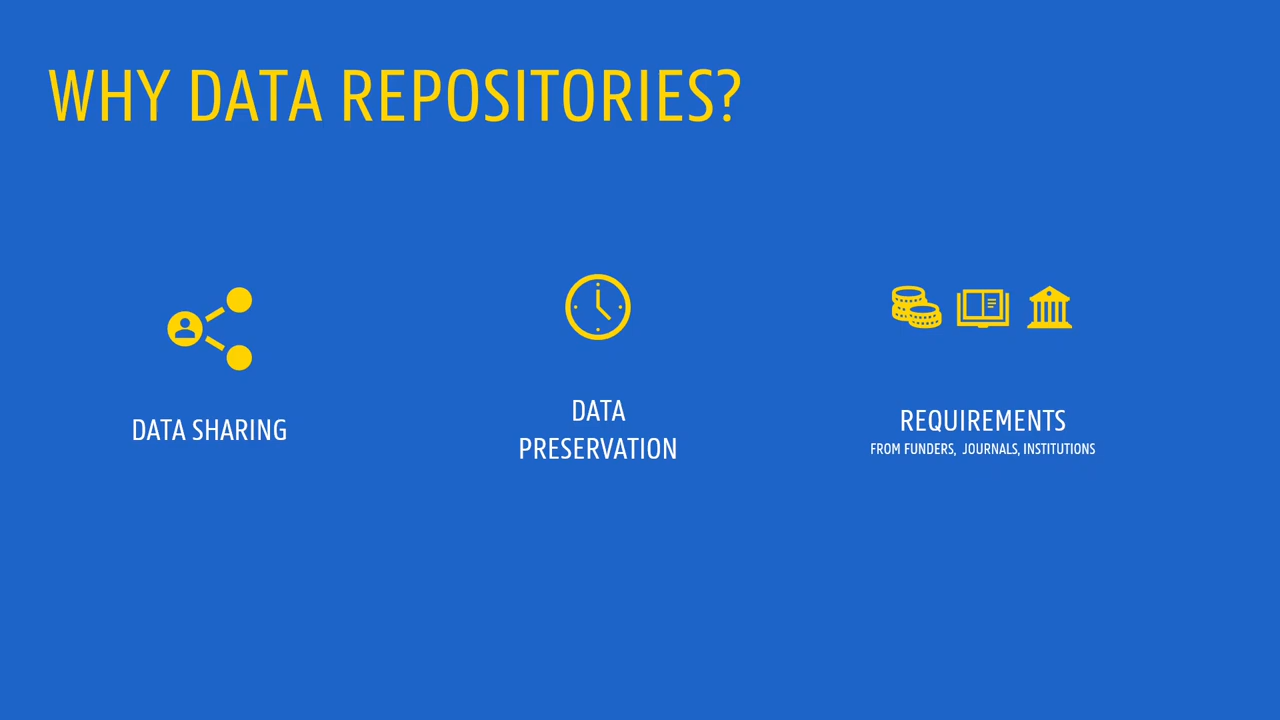 WHY DATA REPOSITORIES?
DATA SHARING
DATA
PRESERVATION
REQUIREMENTS
FROM FUNDERS, JOURNALS, INSTITUTIONS